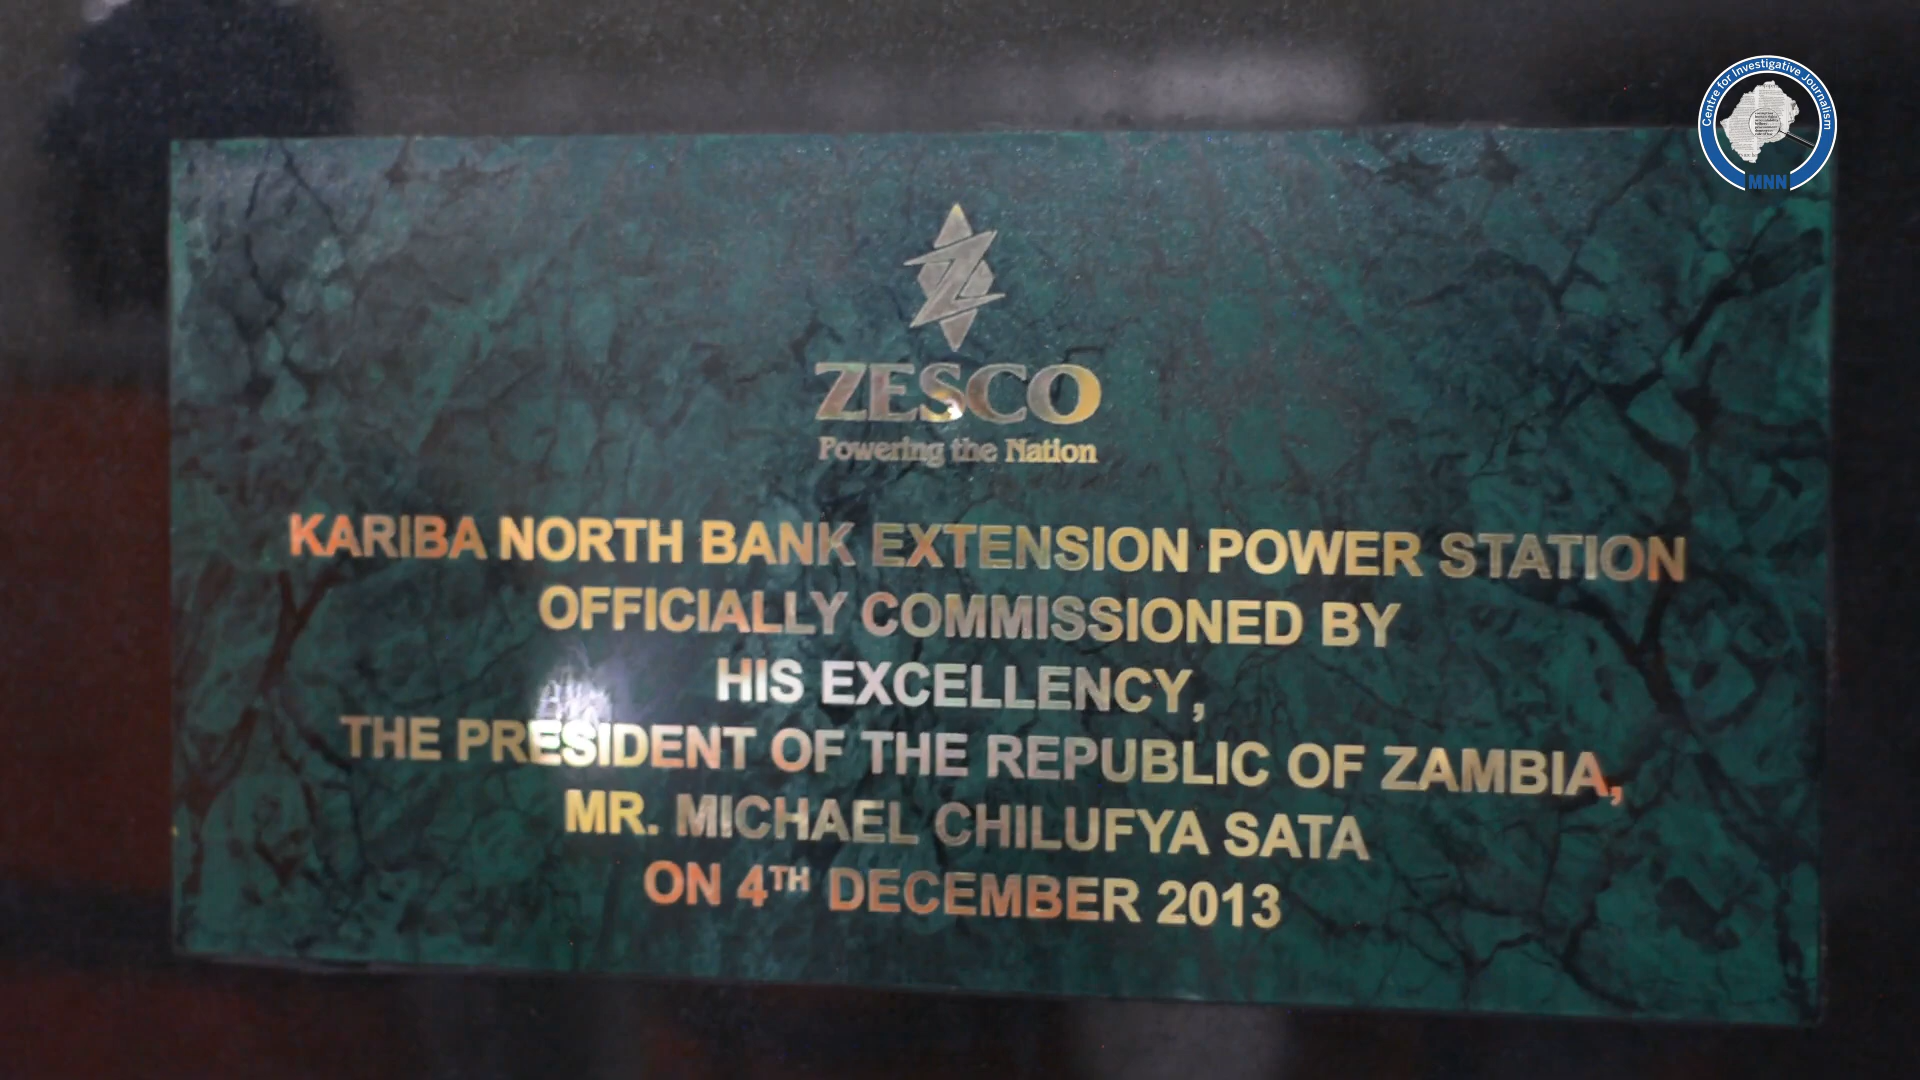 Centre for Investigative Journalism
MNN
ZESCO
Powering the Nation
KARIBA NORTH BANK EXTENSION POWER STATION
OFFICIALLY COMMISSIONED BY
HIS EXCELLENCY,
THE PRESIDENT OF THE REPUBLIC OF ZAMBIA,
MR. MICHAEL CHILUFYA SATA
ON 4TH DECEMBER 2013